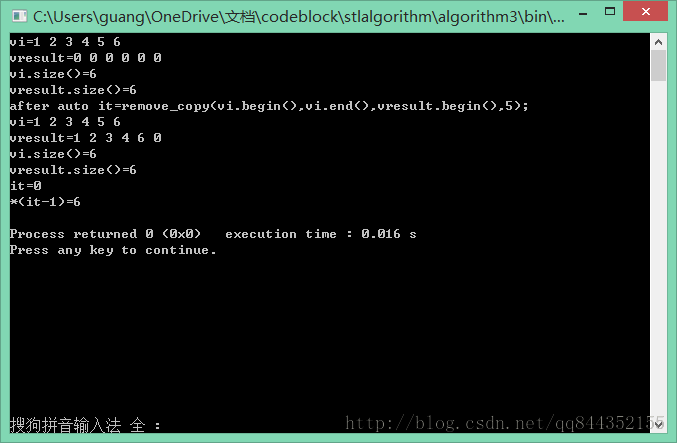 C:\Users\guang\OneDrive\文档\codeblock\stlalgorithm\algorithm3\bin\...
vi=1 2 3 4 5 6
vresult=0 0 0 0 0 0
vi.size()=6
vresult.size()=6
after auto it=remove_copy(vi.begin(),vi.end(),vresult.begin(),5);
vi=1 2 3 4 5 6
vresult=1 2 3 4 6 0
vi.size()=6
vresult.size()=6
it=0
*(it-1)=6
Process returned 0 (0x0)   execution time : 0.016 s
Press any key to continue.
搜狗拼音输入法 全 :
http://blog.csdn.net/qq844352155